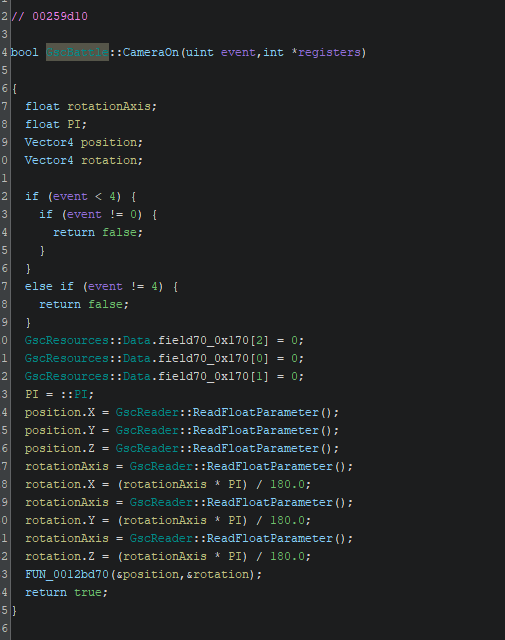 2 // 00259d10
3
4 bool GscBattle::CameraOn(uint event,int *registers)
5
6 {
7   float rotationAxis;
8   float PI;
9   Vector4 position;
0   Vector4 rotation;
1
2   if (event < 4) {
3     if (event != 0) {
4       return false;
5     }
6   }
7   else if (event != 4) {
8     return false;
9   }
0   GscResources::Data.field70_0x170[2] = 0;
1   GscResources::Data.field70_0x170[0] = 0;
2   GscResources::Data.field70_0x170[1] = 0;
3   PI = ::PI;
4   position.X = GscReader::ReadFloatParameter();
5   position.Y = GscReader::ReadFloatParameter();
6   position.Z = GscReader::ReadFloatParameter();
7   rotationAxis = GscReader::ReadFloatParameter();
8   rotation.X = (rotationAxis * PI) / 180.0;
9   rotationAxis = GscReader::ReadFloatParameter();
0   rotation.Y = (rotationAxis * PI) / 180.0;
1   rotationAxis = GscReader::ReadFloatParameter();
2   rotation.Z = (rotationAxis * PI) / 180.0;
3   FUN_0012bd70(&position,&rotation);
4   return true;
5 }
6